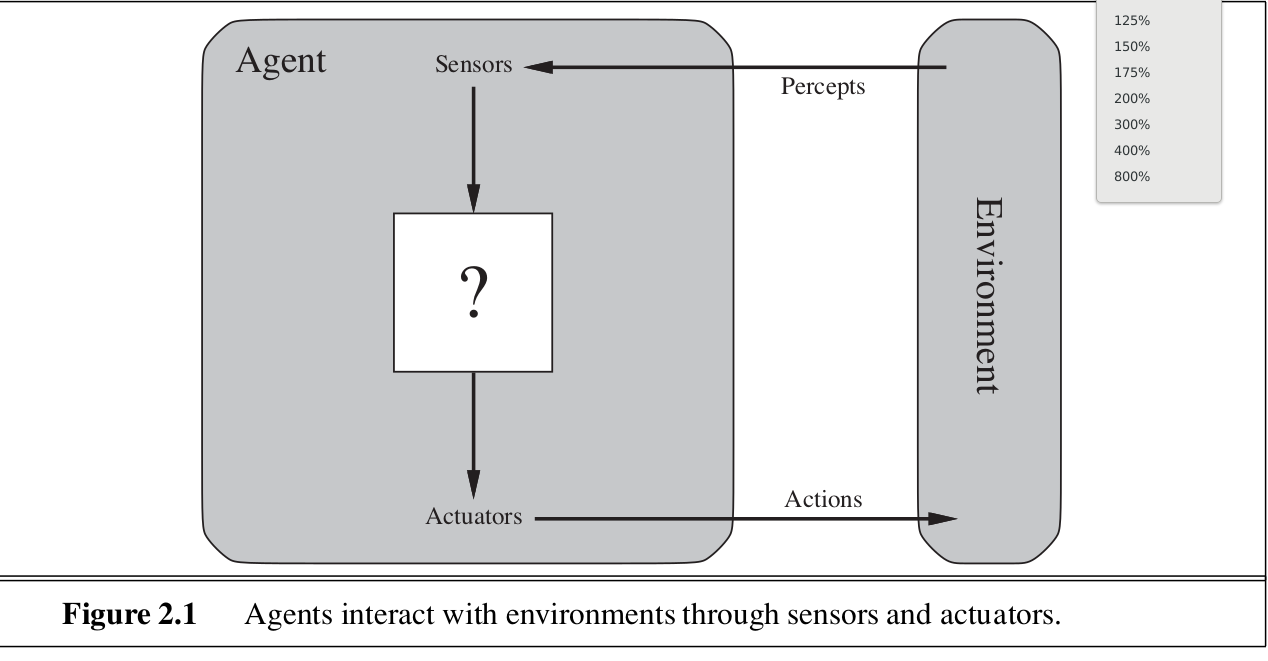 Agent
Sensors
Percepts
?
Environment
Actuators
Actions
Figure 2.1 Agents interact with environments through sensors and actuators.
125%
150%
175%
200%
300%
400%
800%